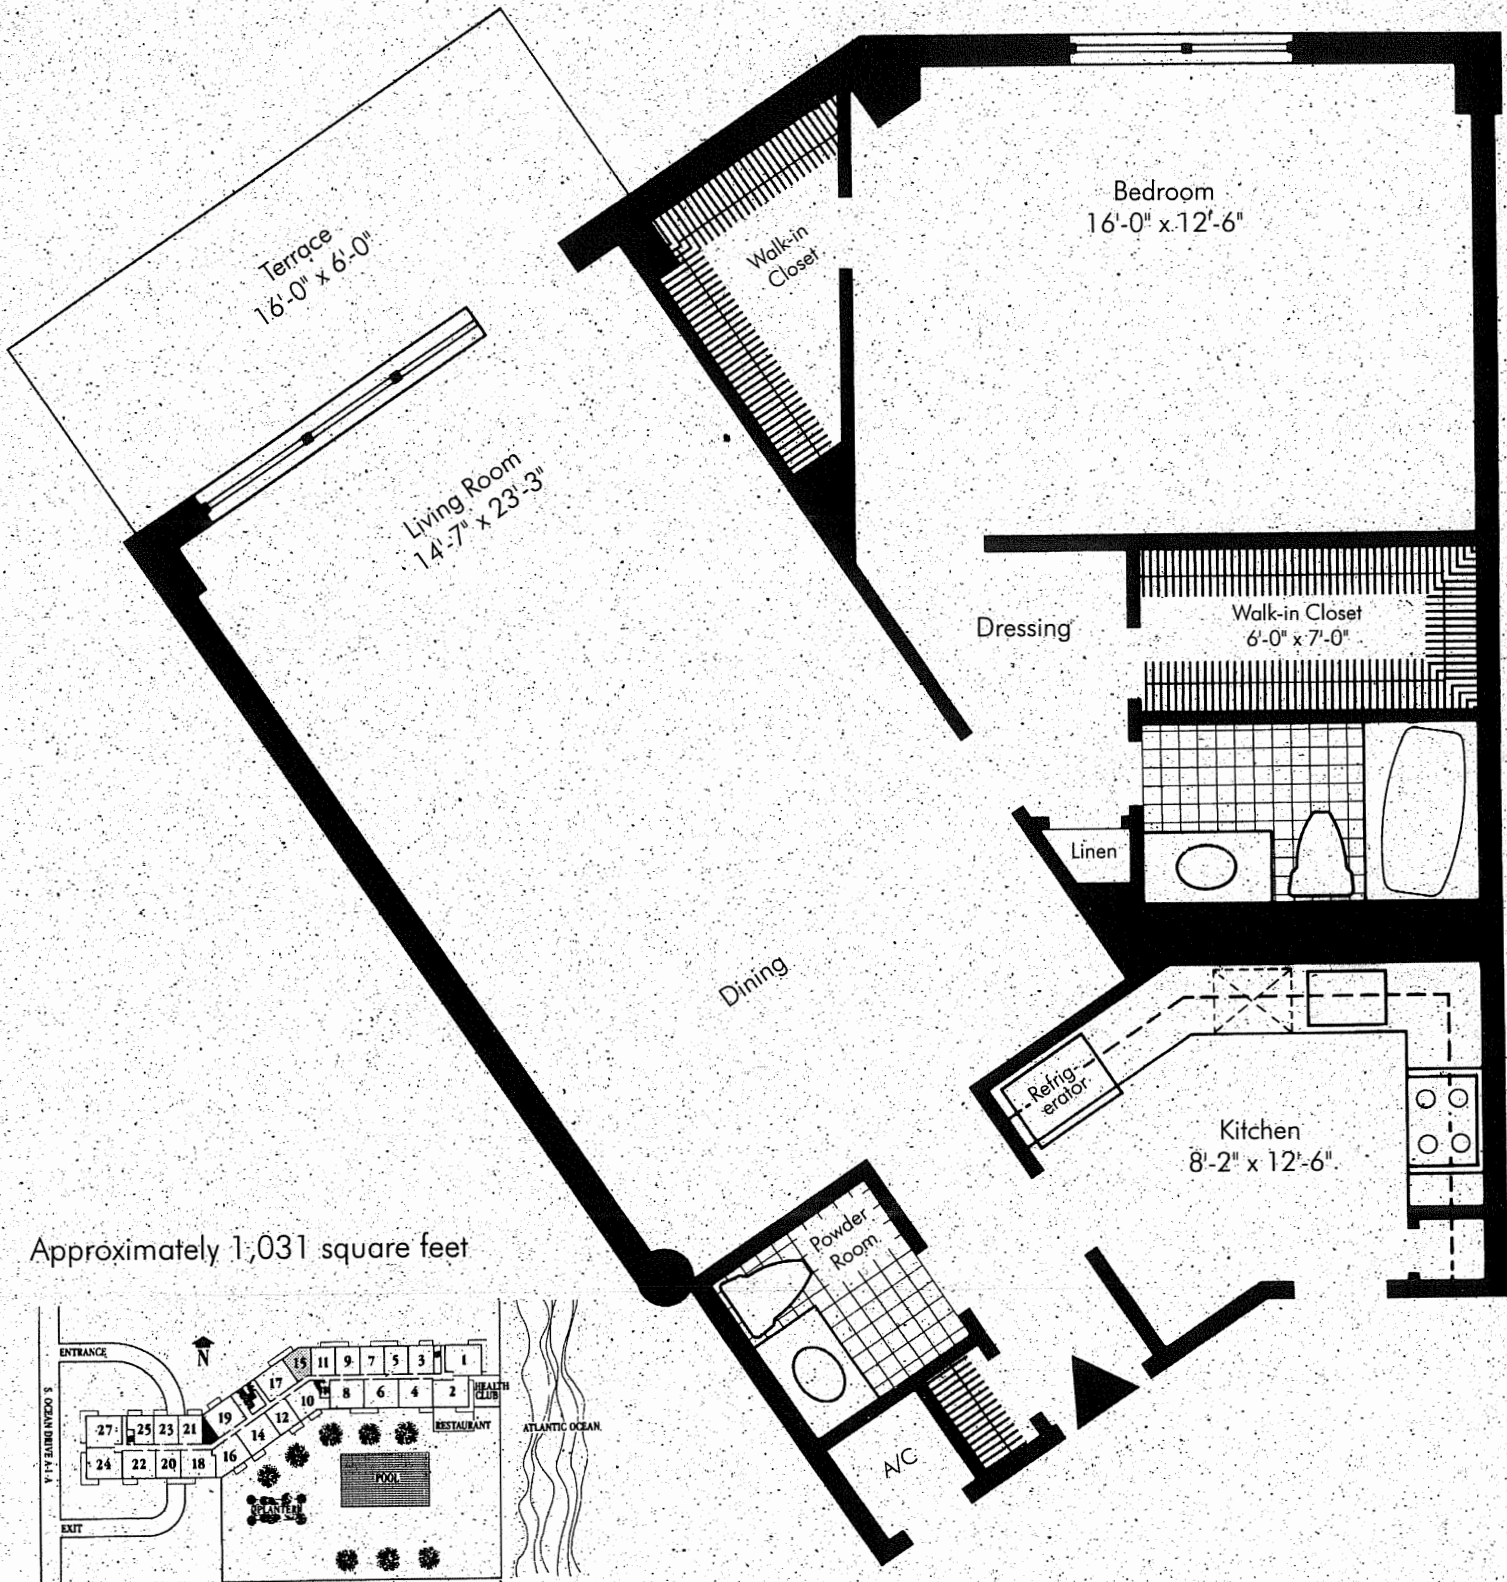 Bedroom
16'-0" x 12'-6"
Terrace
16'-0" x 6'-0"
Walk-in
Closet
Living Room
14'-7" x 23'-3"
Dressing
Walk-in Closet
6'-0" x 7'-0"
Linen
Dining
Refrig-
erator
Kitchen
8'-2" x 12'-6"
Powder
Room
A/C
Approximately 1,031 square feet
ENTRANCE
N
15 11 9 7 5 3 1
17
10 8 6 4 2
HEALTH
CLUB
19 12
RESTAURANT
ATLANTIC OCEAN
27 25 23 21
14
24 22 20 18 16
S. OCEAN DRIVE A-1-A
POOL
PLANTERS
EXIT